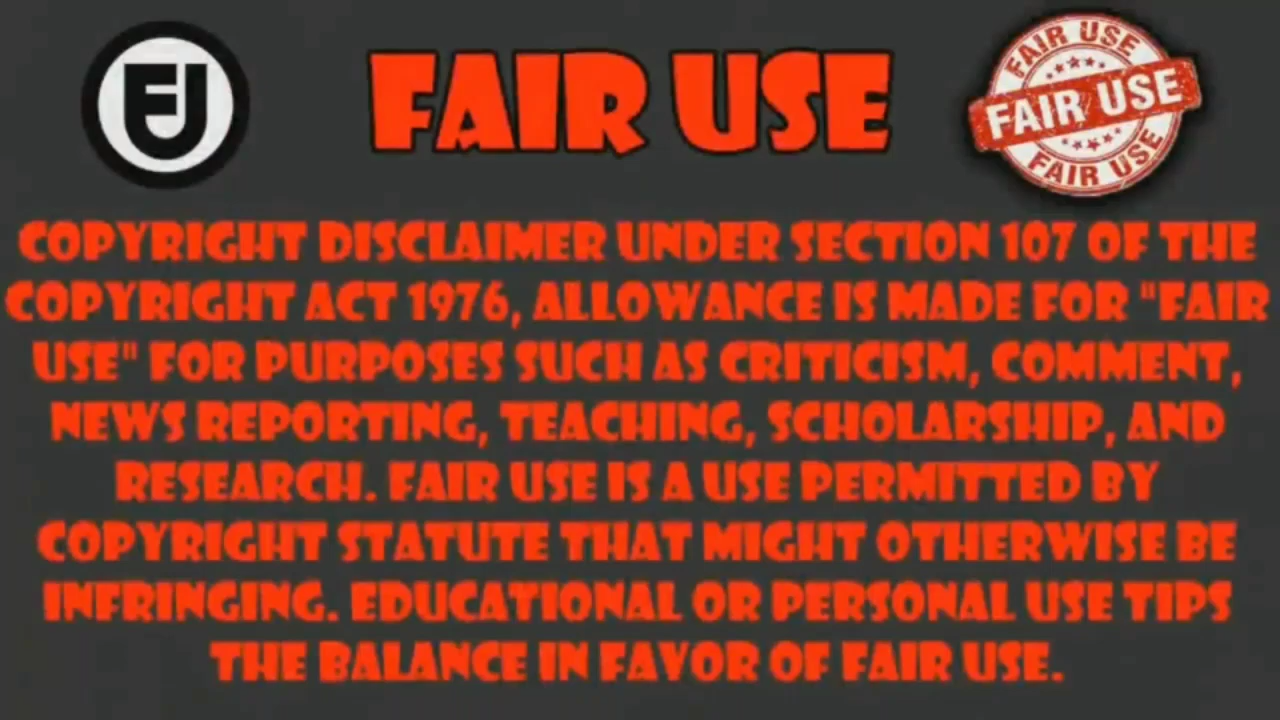 FU
FAIR USE
FAIR USE
FAIR USE
FAIR USE
COPYRIGHT DISCLAIMER UNDER SECTION 107 OF THE
COPYRIGHT ACT 1976, ALLOWANCE IS MADE FOR "FAIR
USE" FOR PURPOSES SUCH AS CRITICISM, COMMENT,
NEWS REPORTING, TEACHING, SCHOLARSHIP, AND
RESEARCH. FAIR USE IS A USE PERMITTED BY
COPYRIGHT STATUTE THAT MIGHT OTHERWISE BE
INFRINGING. EDUCATIONAL OR PERSONAL USE TIPS
THE BALANCE IN FAVOR OF FAIR USE.